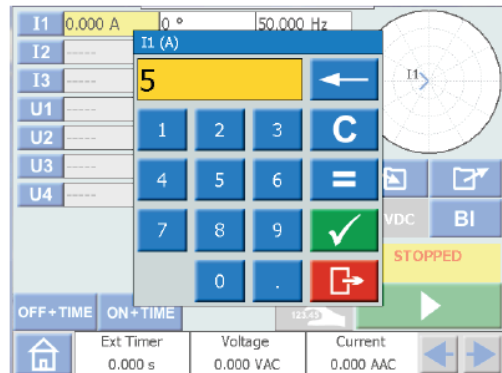 I1 0.000 A 0 ° 50.000 Hz
I1 (A)
I2 -----
5
I3 -----
I1
U1 -----
1 2 3 C
U2 -----
U3 -----
4 5 6 =
U4 -----
7 8 9
VDC BI
STOPPED
0 .
OFF+TIME ON+TIME
123.45
Ext Timer Voltage Current
0.000 s 0.000 VAC 0.000 AAC